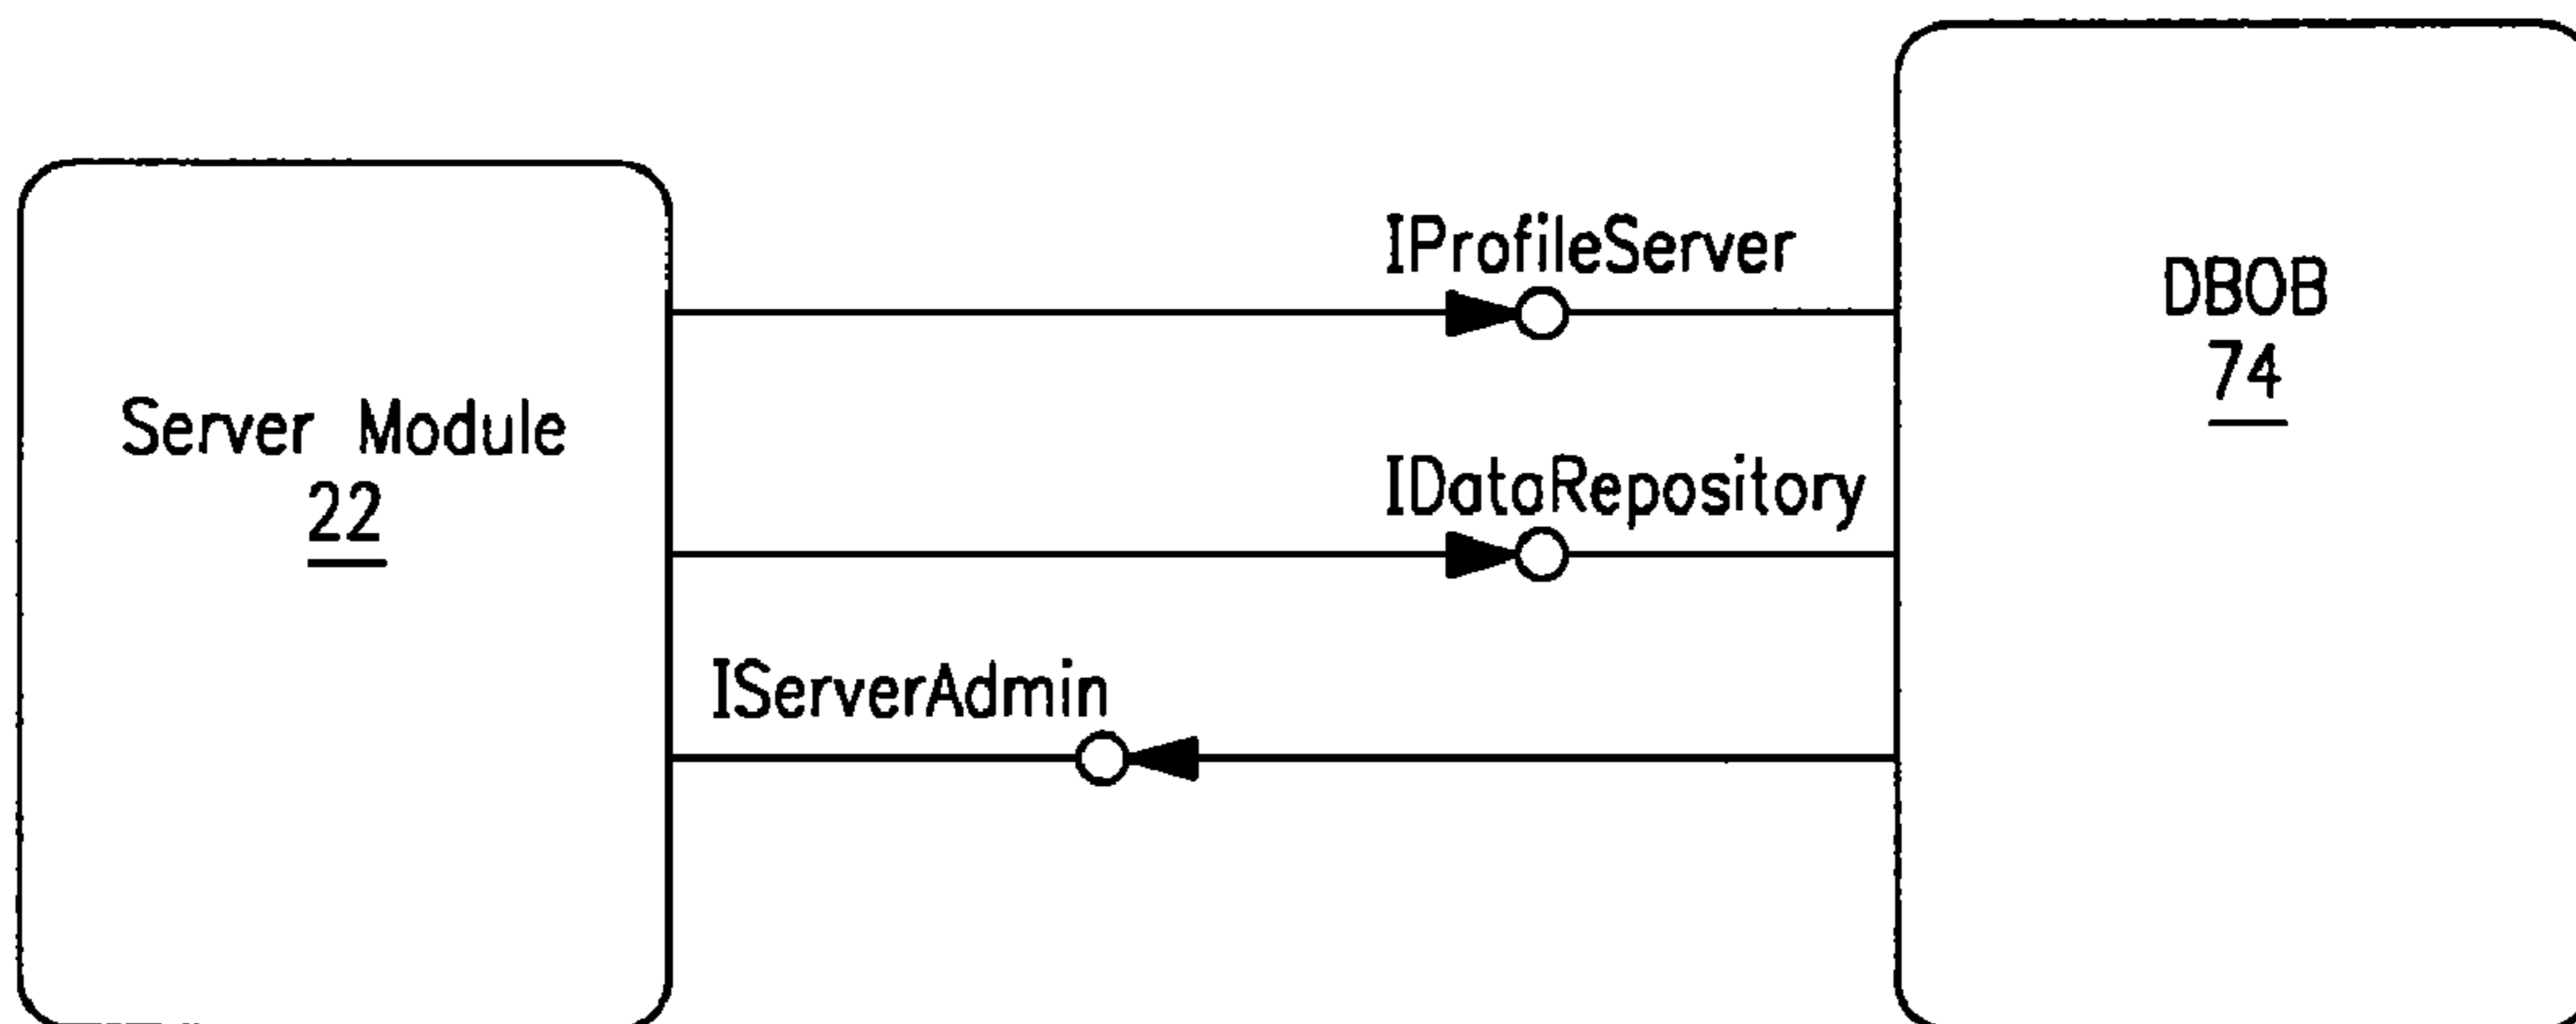 Server Module
22
IProfileServer
IDataRepository
IServerAdmin
DBOB
74